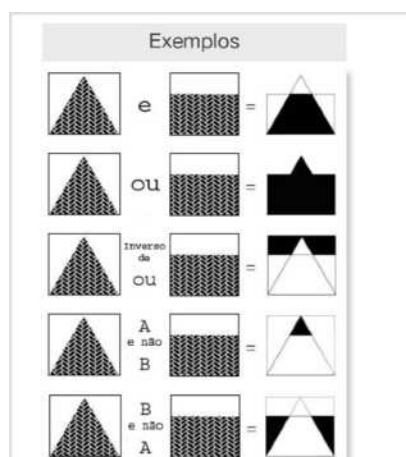 Exemplos
e
=
ou
=
Inverso
de
ou
=
A
e não
B
=
B
e não
A
=